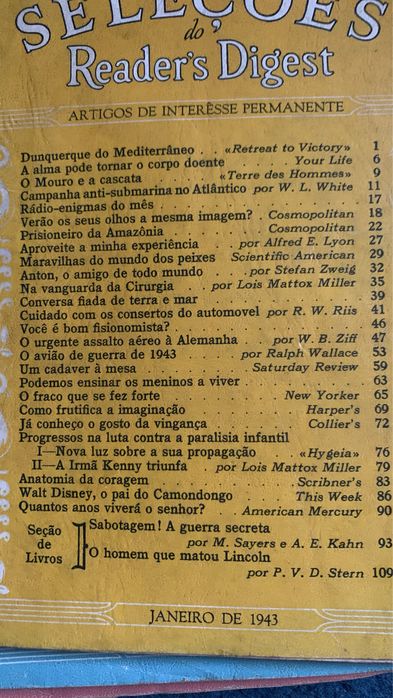 SELEÇÕES
do
Reader's Digest
ARTIGOS DE INTERÊSSE PERMANENTE
Dunquerque do Mediterrâneo . . «Retreat to Victory» 1
A alma pode tornar o corpo doente . . . . Your Life 6
O Mouro e a cascata . . . . «Terre des Hommes» 9
Campanha anti-submarina no Atlântico por W. L. White 11
Rádio-enigmas do mês . . . . 17
Verão os seus olhos a mesma imagem? . Cosmopolitan 18
Prisioneiro da Amazônia . . . . Cosmopolitan 22
Aproveite a minha experiência . . por Alfred E. Lyon 27
Maravilhas do mundo dos peixes Scientific American 29
Anton, o amigo de todo mundo . . por Stefan Zweig 32
Na vanguarda da Cirurgia . por Lois Mattox Miller 35
Conversa fiada de terra e mar . . . . 39
Cuidado com os consertos do automovel por R. W. Riis 41
Você é bom fisionomista? . . . . 46
O urgente assalto aéreo à Alemanha . por W. B. Ziff 47
O avião de guerra de 1943 . . por Ralph Wallace 53
Um cadaver à mesa . . . . Saturday Review 59
Podemos ensinar os meninos a viver . . . . 63
O fraco que se fez forte . . . . New Yorker 65
Como frutifica a imaginação . . . . Harper's 69
Já conheço o gosto da vingança . . . . Collier's 72
Progressos na luta contra a paralisia infantil
I—Nova luz sobre a sua propagação . . «Hygeia» 76
II—A Irmã Kenny triunfa . por Lois Mattox Miller 79
Anatomia da coragem . . . . Scribner's 83
Walt Disney, o pai do Camondongo . . This Week 86
Quantos anos viverá o senhor? . . American Mercury 90
Seção de Livros
Sabotagem! A guerra secreta
por M. Sayers e A. E. Kahn 93
O homem que matou Lincoln
por P. V. D. Stern 109
JANEIRO DE 1943